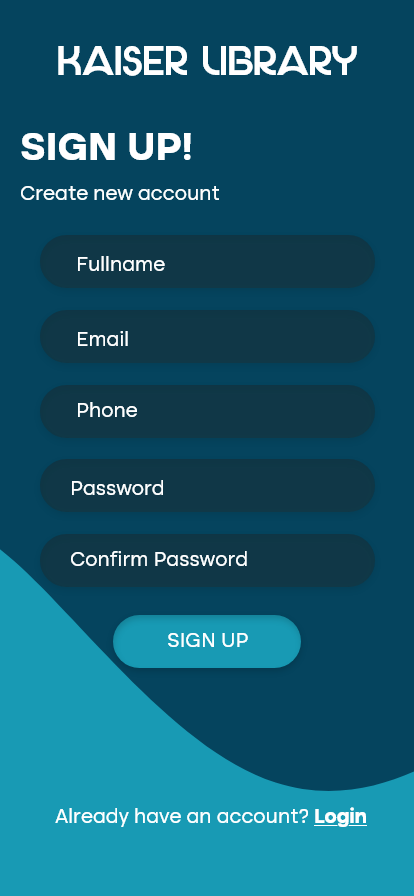 KAISER LIBRARY
SIGN UP!
Create new account
Fullname
Email
Phone
Password
Confirm Password
SIGN UP
Already have an account? Login